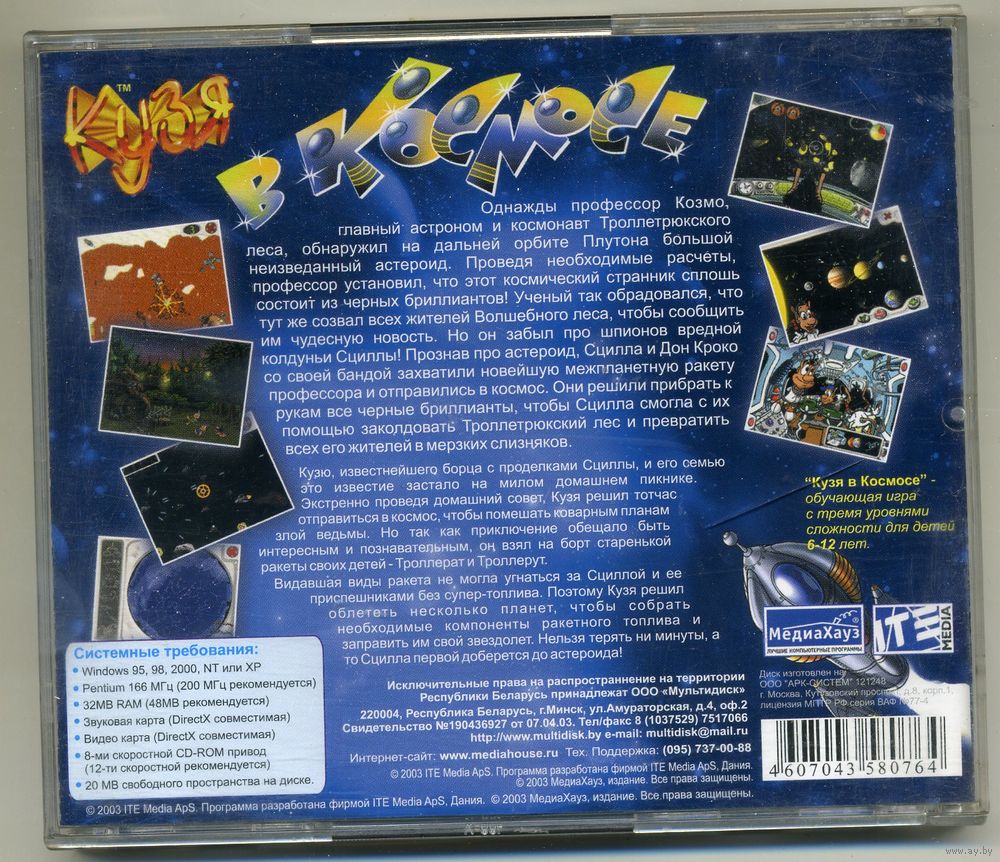 КУЗЯ™
В КОСМОСЕ
Однажды профессор Козмо,
главный астроном и космонавт Троллетрюкского
леса, обнаружил на дальней орбите Плутона большой
неизведанный астероид. Проведя необходимые расчеты,
профессор установил, что этот космический странник сплошь
состоит из черных бриллиантов! Ученый так обрадовался, что
тут же созвал всех жителей Волшебного леса, чтобы сообщить
им чудесную новость. Но он забыл про шпионов вредной
колдуньи Сциллы! Прознав про астероид, Сцилла и Дон Кроко
со своей бандой захватили новейшую межпланетную ракету
профессора и отправились в космос. Они решили прибрать к
рукам все черные бриллианты, чтобы Сцилла смогла с их
помощью заколдовать Троллетрюкский лес и превратить
всех его жителей в мерзких слизняков.
Кузю, известнейшего борца с проделками Сциллы, и его семью
это известие застало на милом домашнем пикнике.
Экстренно проведя домашний совет, Кузя решил тотчас
отправиться в космос, чтобы помешать коварным планам
злой ведьмы. Но так как приключение обещало быть
интересным и познавательным, он взял на борт старенькой
ракеты своих детей - Троллерат и Троллерут.
Видавшая виды ракета не могла угнаться за Сциллой и ее
приспешниками без супер-топлива. Поэтому Кузя решил
облететь несколько планет, чтобы собрать
необходимые компоненты ракетного топлива и
заправить им свой звездолет. Нельзя терять ни минуты, а
то Сцилла первой доберется до астероида!
"Кузя в Космосе" -
обучающая игра
с тремя уровнями
сложности для детей
6-12 лет.
МедиаХауз
ЛУЧШИЕ КОМПЬЮТЕРНЫЕ ПРОГРАММЫ
ITE MEDIA
Диск изготовлен на
ООО "АРК-СИСТЕМ" 121248
г. Москва, Кутузовский проспект, д.8, корп.1,
лицензия МПТР РФ серия ВАФ №77-4
Системные требования:
• Windows 95, 98, 2000, NT или XP
• Pentium 166 МГц (200 МГц рекомендуется)
• 32MB RAM (48MB рекомендуется)
• Звуковая карта (DirectX совместимая)
• Видео карта (DirectX совместимая)
• 8-ми скоростной CD-ROM привод
(12-ти скоростной рекомендуется)
• 20 MB свободного пространства на диске.
Исключительные права на распространение на территории
Республики Беларусь принадлежат ООО «Мультидиск»
220004, Республика Беларусь, г.Минск, ул.Амураторская, д.4, оф.2
Свидетельство №190436927 от 07.04.03. Тел/факс 8 (1037529) 7517066
http://www.multidisk.by e-mail: multidisk@mail.ru
Интернет-сайт: www.mediahouse.ru Тех. Поддержка: (095) 737-00-88
© 2003 ITE Media ApS. Программа разработана фирмой ITE Media ApS, Дания.
© 2003 МедиаХауз, издание. Все права защищены.
© 2003 ITE Media ApS. Программа разработана фирмой ITE Media ApS, Дания. © 2003 МедиаХауз, издание. Все права защищены.
4 607043 580764
www.ay.by